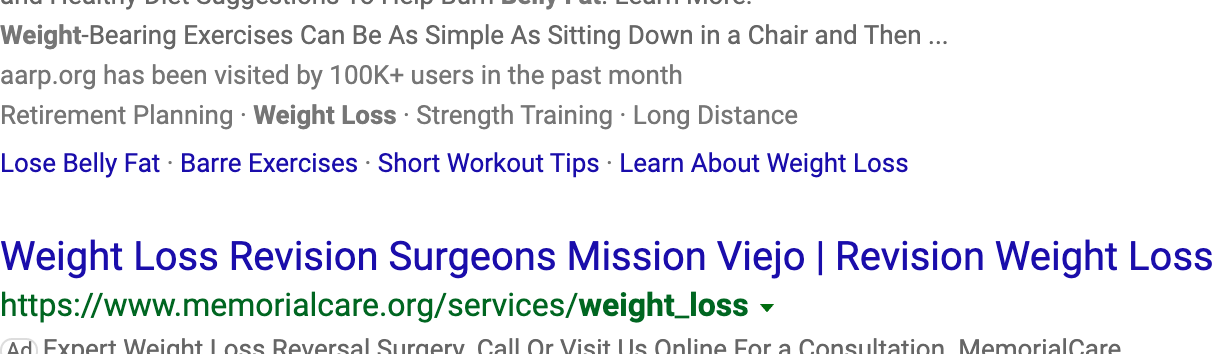 and Healthy Diet Suggestions To Help Burn Belly Fat. Learn More.
Weight-Bearing Exercises Can Be As Simple As Sitting Down in a Chair and Then ...
aarp.org has been visited by 100K+ users in the past month
Retirement Planning · Weight Loss · Strength Training · Long Distance
Lose Belly Fat · Barre Exercises · Short Workout Tips · Learn About Weight Loss
Weight Loss Revision Surgeons Mission Viejo | Revision Weight Loss
https://www.memorialcare.org/services/weight_loss
Ad Expert Weight Loss Reversal Surgery. Call Or Visit Us Online For a Consultation. MemorialCare